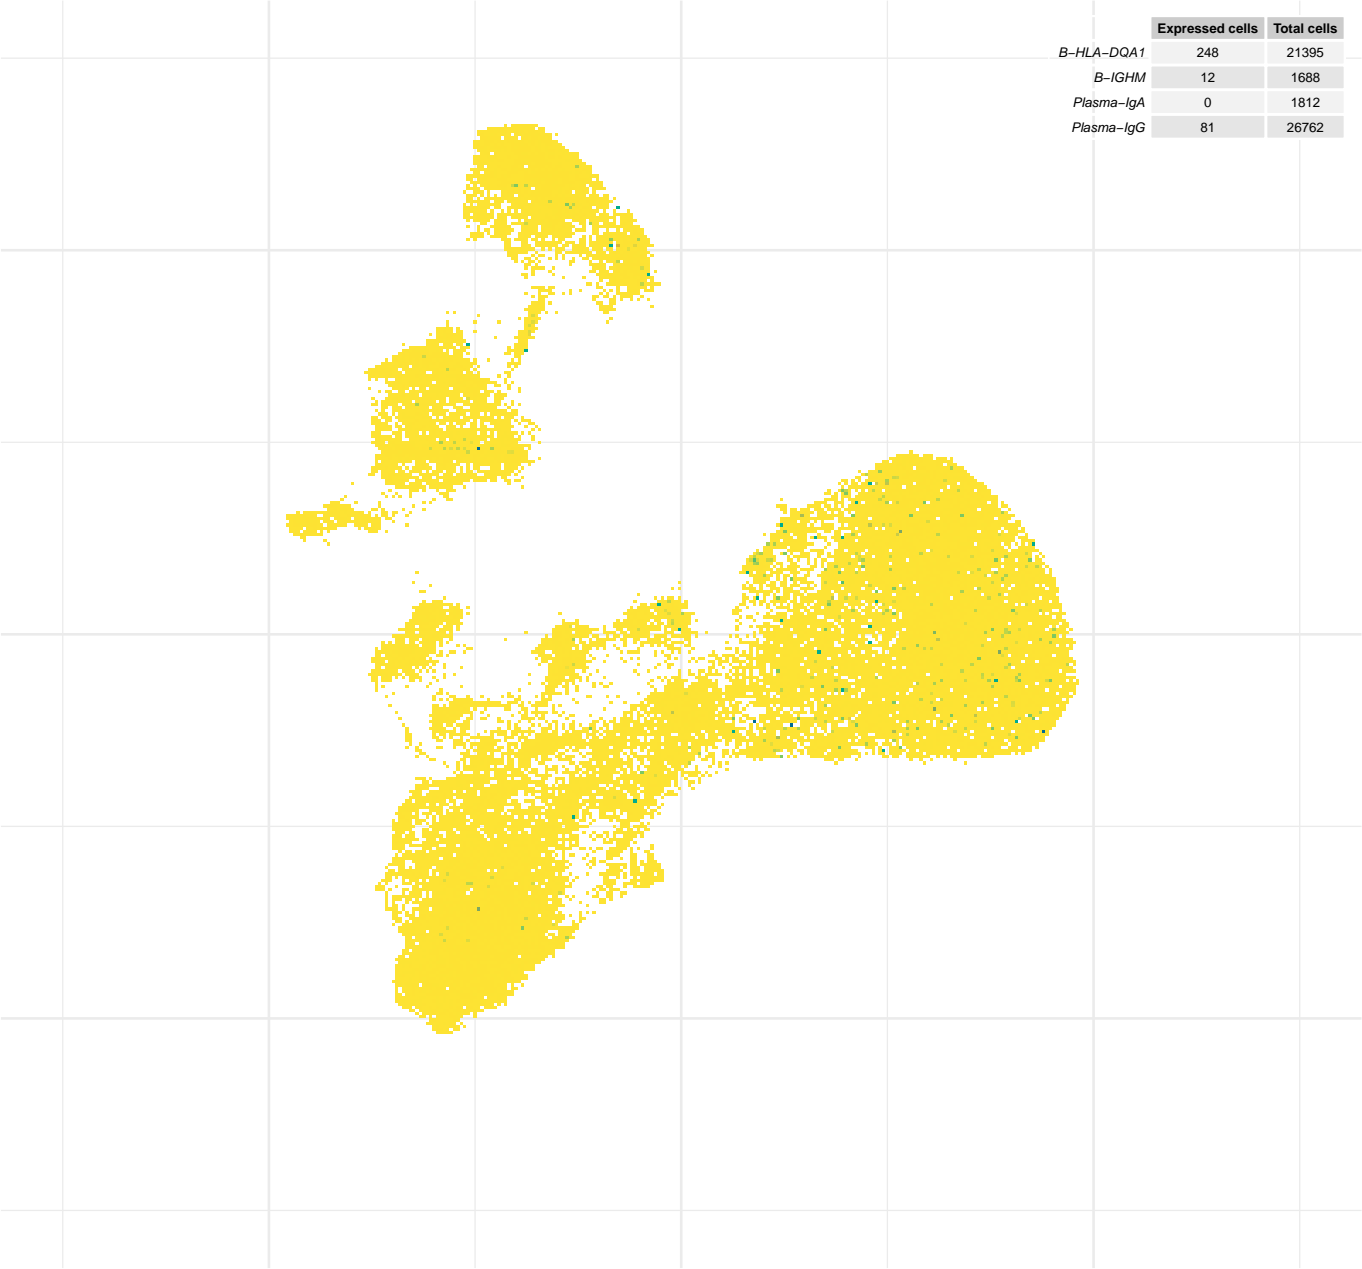 Expressed cells Total cells
B−HLA−DQA1 248 21395
B−IGHM 12 1688
Plasma−IgA 0 1812
Plasma−IgG 81 26762